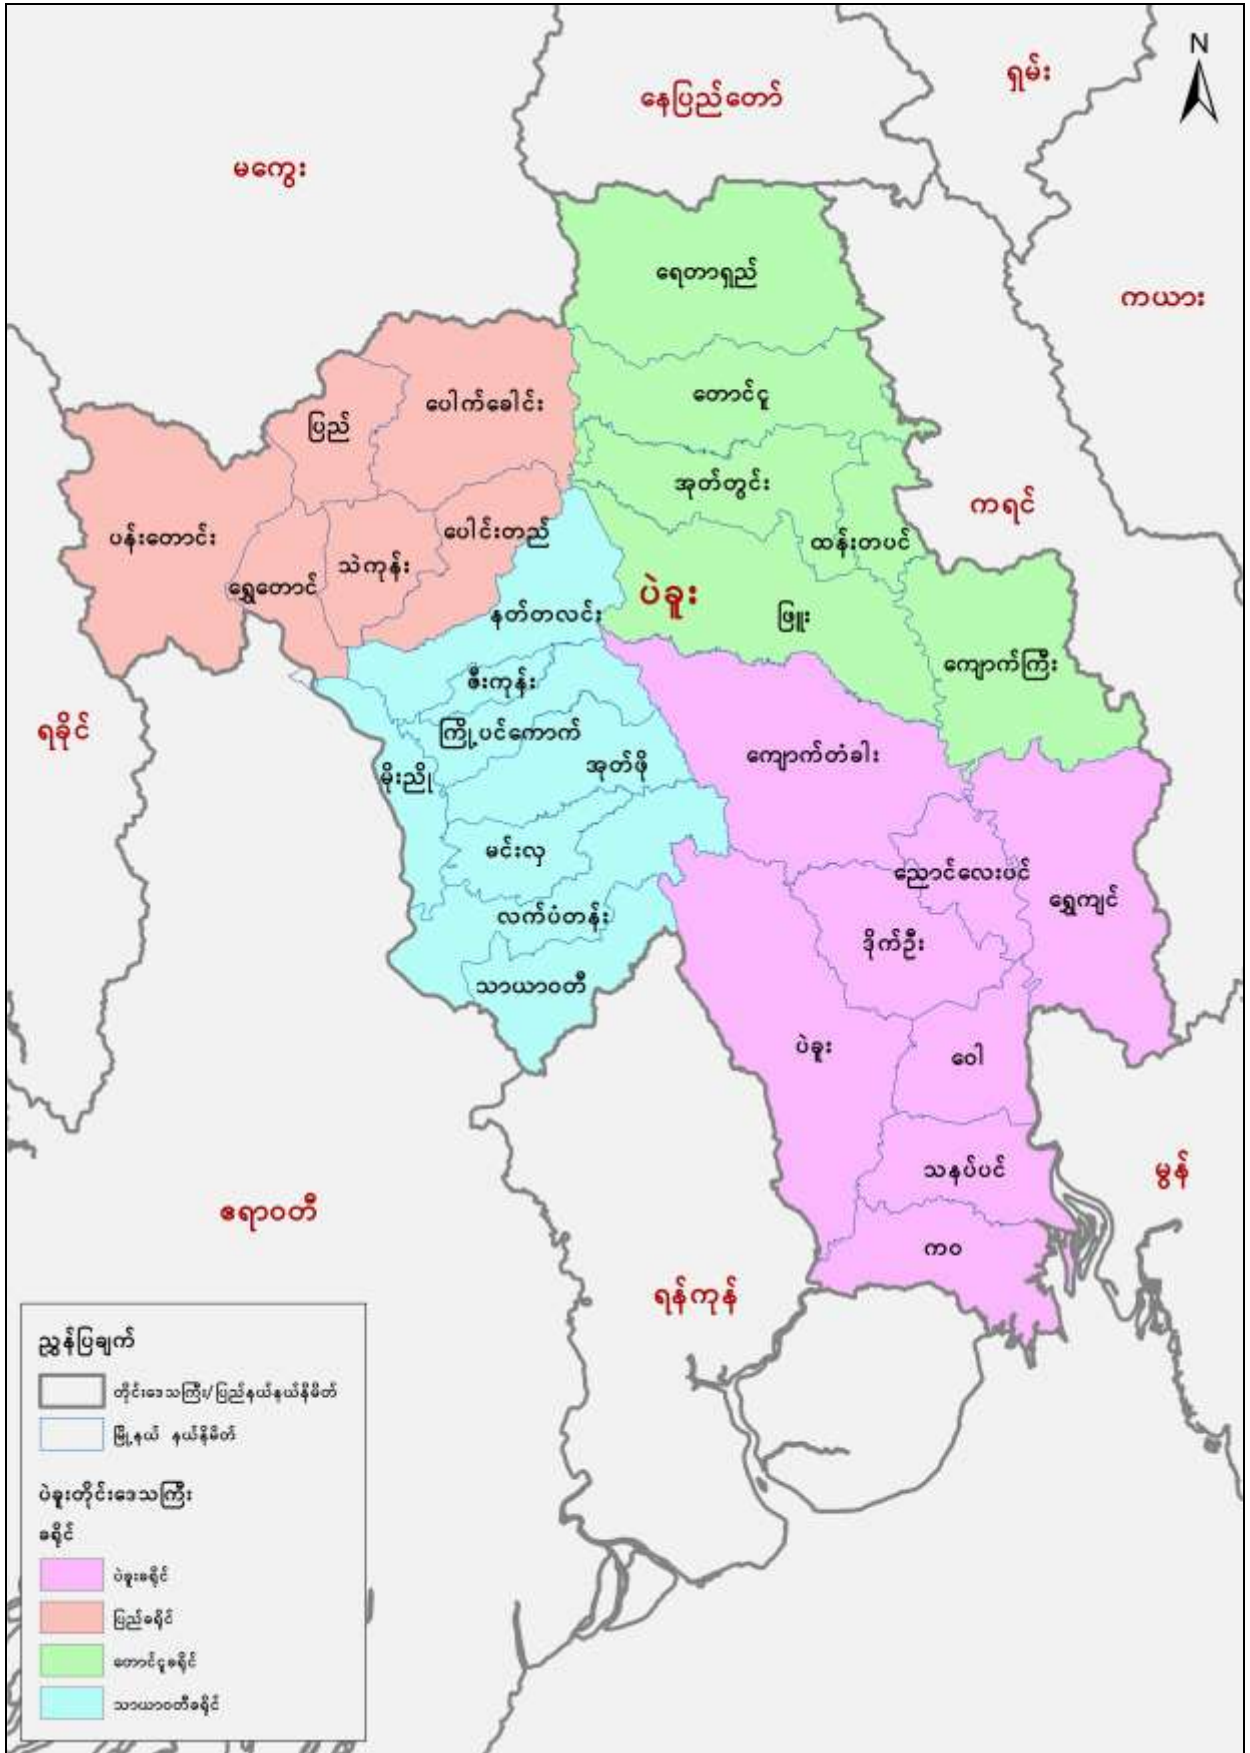 N
ရှမ်း
နေပြည်တော်
မကွေး
ရေတာရှည်
ကယား
တောင်ငူ
ပေါက်ခေါင်း
ပြည်
အုတ်တွင်း
ကရင်
ပန်းတောင်း
ပေါင်းတည်
ထန်းတပင်
သဲကုန်း
ရွှေတောင်
ပဲခူး
နတ်တလင်း
ဖြူး
ကျောက်ကြီး
ဇီးကုန်း
ရခိုင်
ကြို့ပင်ကောက်
ကျောက်တံခါး
အုတ်ဖို
မိုးညို
မင်းလှ
ညောင်လေးပင်
ရွှေကျင်
လက်ပံတန်း
ဒိုက်ဦး
သာယာဝတီ
ပဲခူး
ဝေါ
သနပ်ပင်
မွန်
ဧရာဝတီ
ကဝ
ရန်ကုန်
ညွှန်ပြချက်
တိုင်းဒေသကြီး/ပြည်နယ်နယ်နိမိတ်
မြို့နယ် နယ်နိမိတ်
ပဲခူးတိုင်းဒေသကြီး
ခရိုင်
ပဲခူးခရိုင်
ပြည်ခရိုင်
တောင်ငူခရိုင်
သာယာဝတီခရိုင်